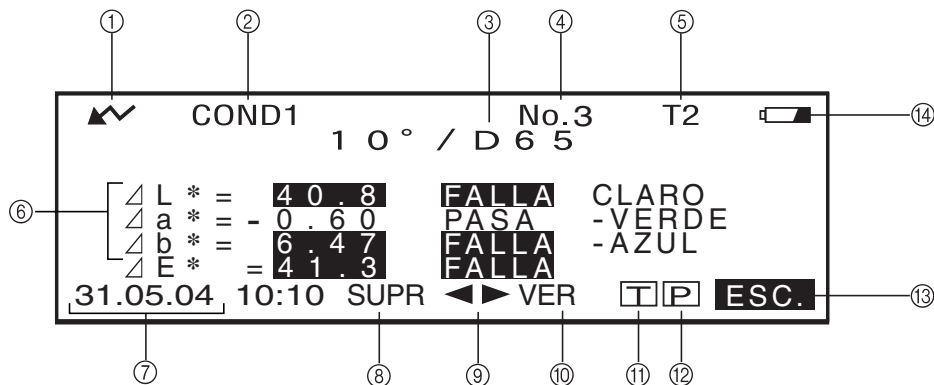 ① ② ③ ④ ⑤
COND1 No.3 T2
10°/D65 ⑭
⑥ ⊿L*= 40.8 FALLA CLARO
⊿a*=-0.60 PASA -VERDE
⊿b*= 6.47 FALLA -AZUL
⊿E* =41.3 FALLA
31.05.04 10:10 SUPR ◀▶ VER T P ESC. ⑬
⑦ ⑧ ⑨ ⑩ ⑪ ⑫